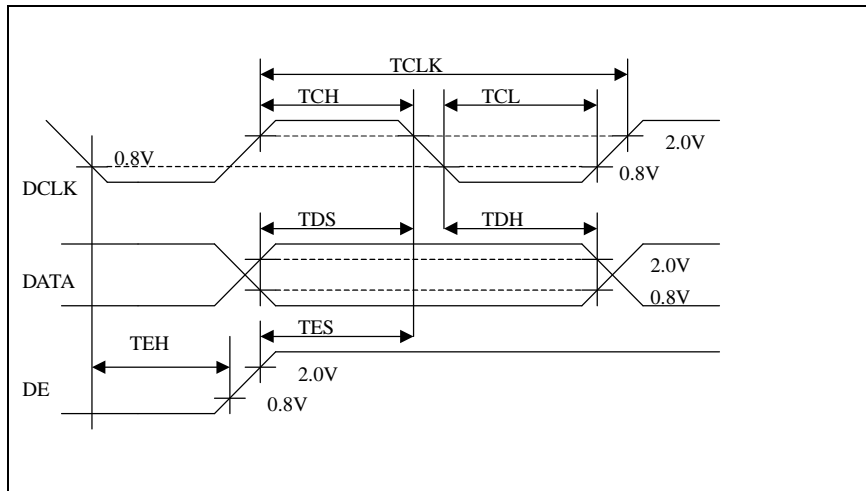 TCLK
TCH
TCL
0.8V
2.0V
0.8V
DCLK
TDS
TDH
DATA
2.0V
0.8V
TEH
TES
DE
2.0V
0.8V